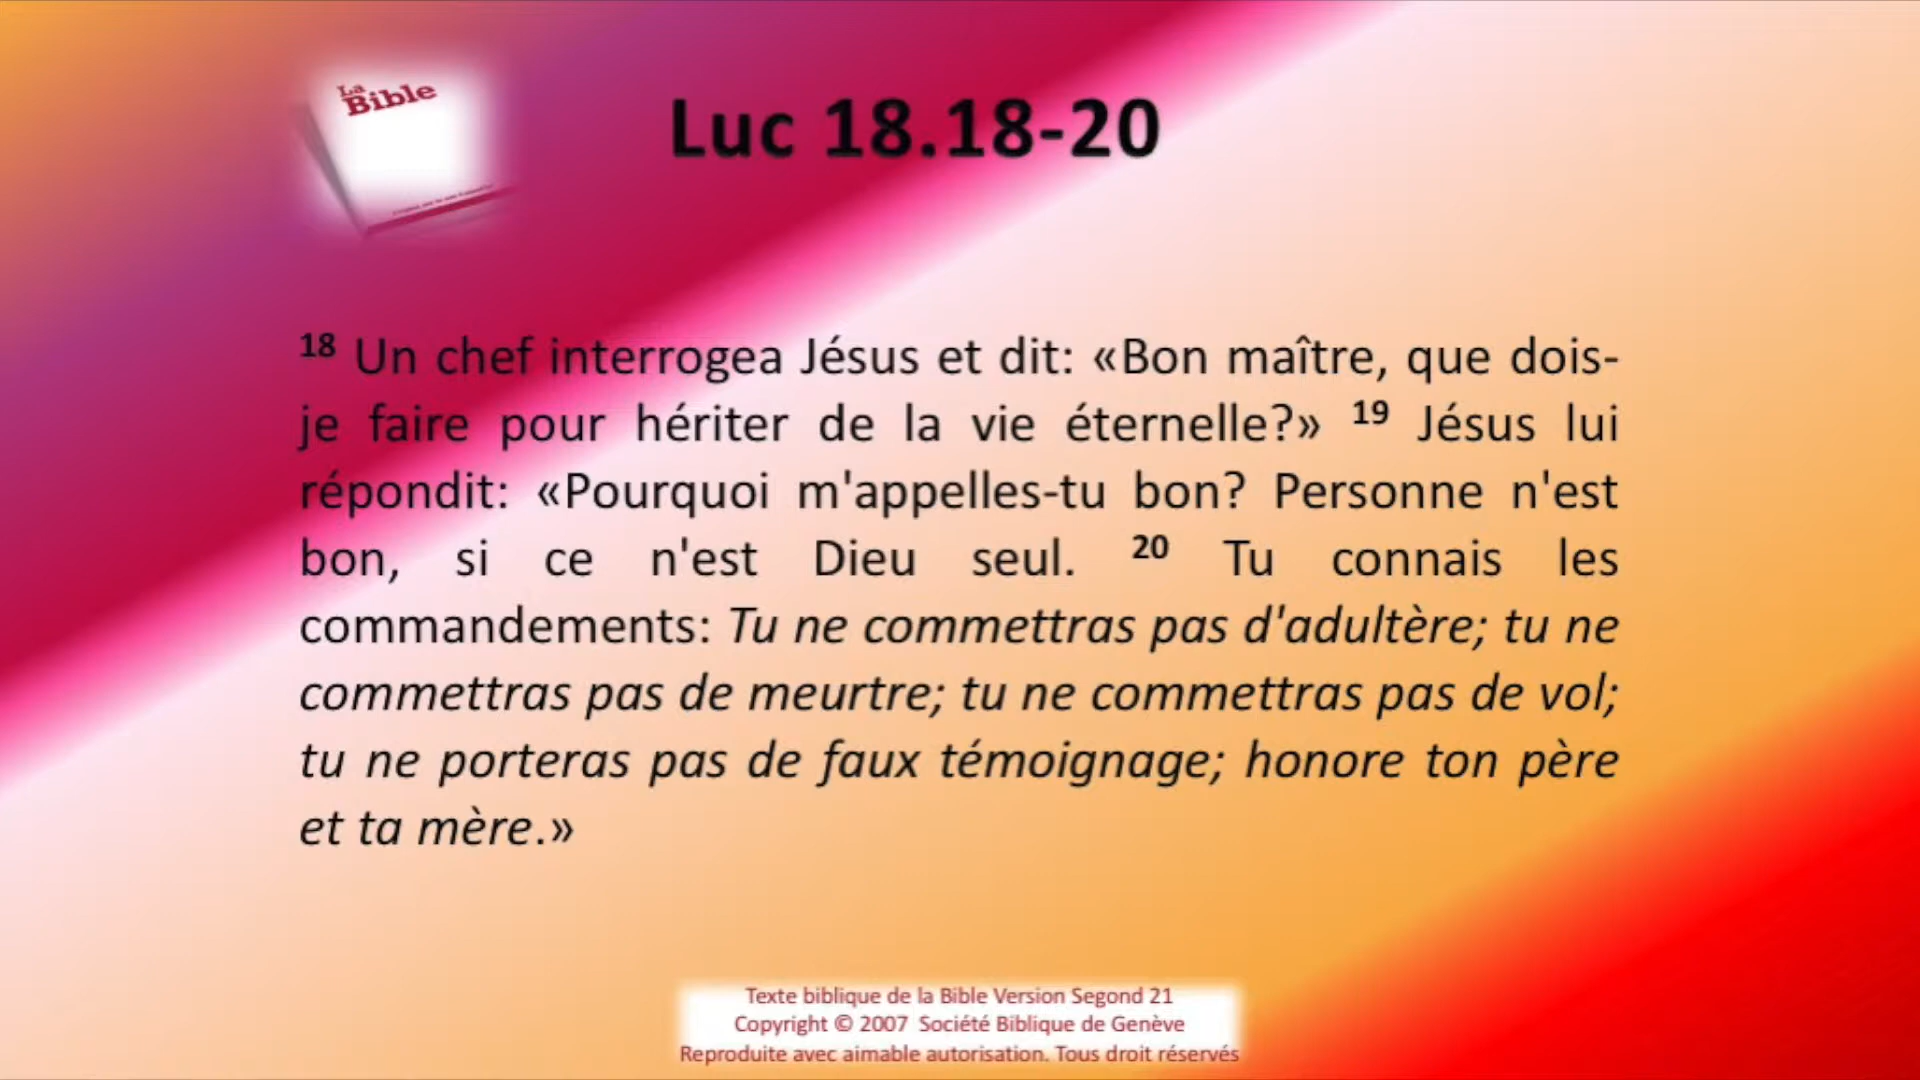 La
Bible
Luc 18.18-20
18 Un chef interrogea Jésus et dit: «Bon maître, que dois-
je faire pour hériter de la vie éternelle?» 19 Jésus lui
répondit: «Pourquoi m'appelles-tu bon? Personne n'est
bon, si ce n'est Dieu seul. 20 Tu connais les
commandements: Tu ne commettras pas d'adultère; tu ne
commettras pas de meurtre; tu ne commettras pas de vol;
tu ne porteras pas de faux témoignage; honore ton père
et ta mère.»
Texte biblique de la Bible Version Segond 21
Copyright © 2007 Société Biblique de Genève
Reproduite avec aimable autorisation. Tous droit réservés